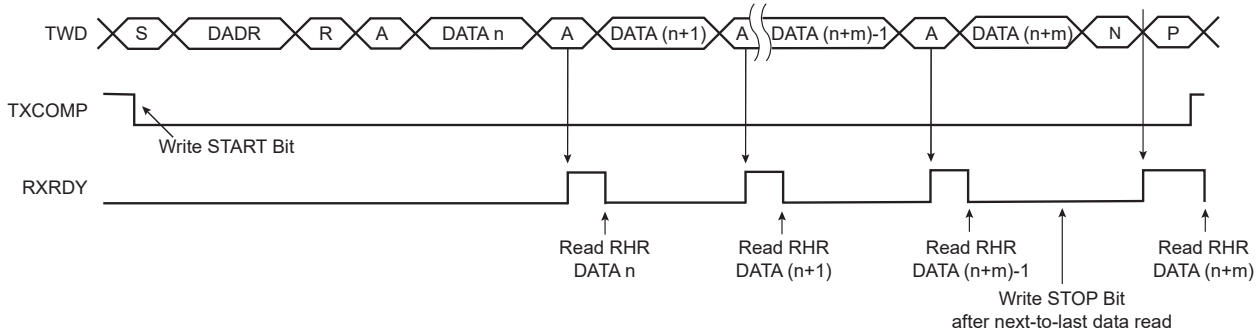 TWD S DADR R A DATA n A DATA (n+1) A DATA (n+m)-1 A DATA (n+m) N P
TXCOMP
Write START Bit
RXRDY
Read RHR
DATA n
Read RHR
DATA (n+1)
Read RHR
DATA (n+m)-1
Read RHR
DATA (n+m)
Write STOP Bit
after next-to-last data read